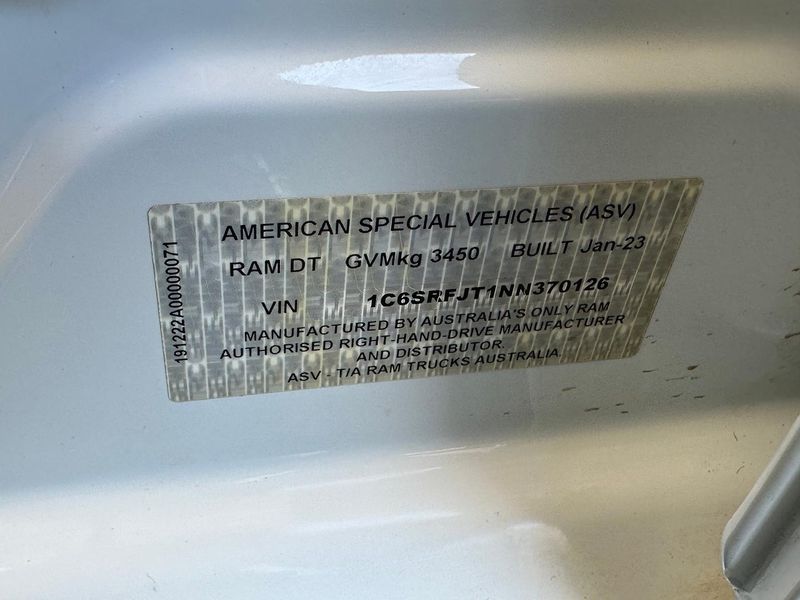 AMERICAN SPECIAL VEHICLES (ASV)
RAM DT GVMkg 3450 BUILT Jan-23
VIN 1C6SRFJT1NN370126
MANUFACTURED BY AUSTRALIA'S ONLY RAM
AUTHORISED RIGHT-HAND-DRIVE MANUFACTURER
AND DISTRIBUTOR.
ASV - T/A RAM TRUCKS AUSTRALIA.
191222A00000071